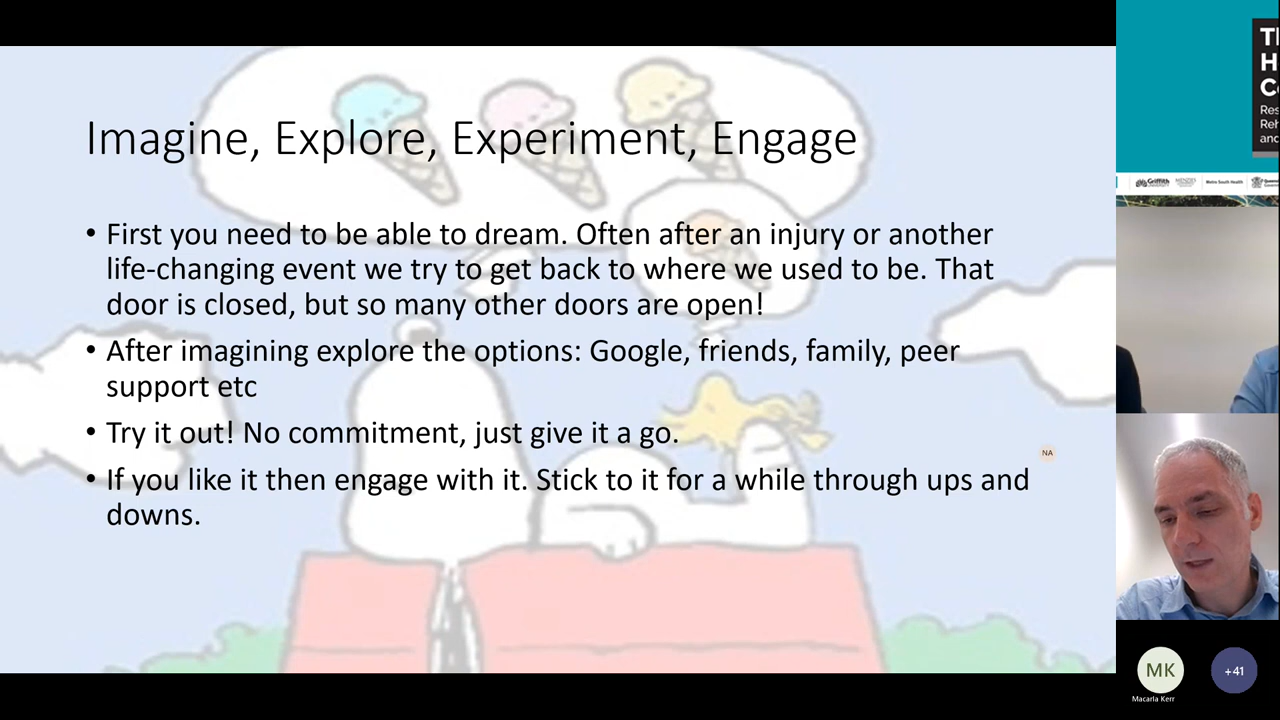 Imagine, Explore, Experiment, Engage
• First you need to be able to dream. Often after an injury or another
life-changing event we try to get back to where we used to be. That
door is closed, but so many other doors are open!
• After imagining explore the options: Google, friends, family, peer
support etc
• Try it out! No commitment, just give it a go.
• If you like it then engage with it. Stick to it for a while through ups and
downs.
NA
Griffith
Metro South Health
MK
Macarla Kerr
+41